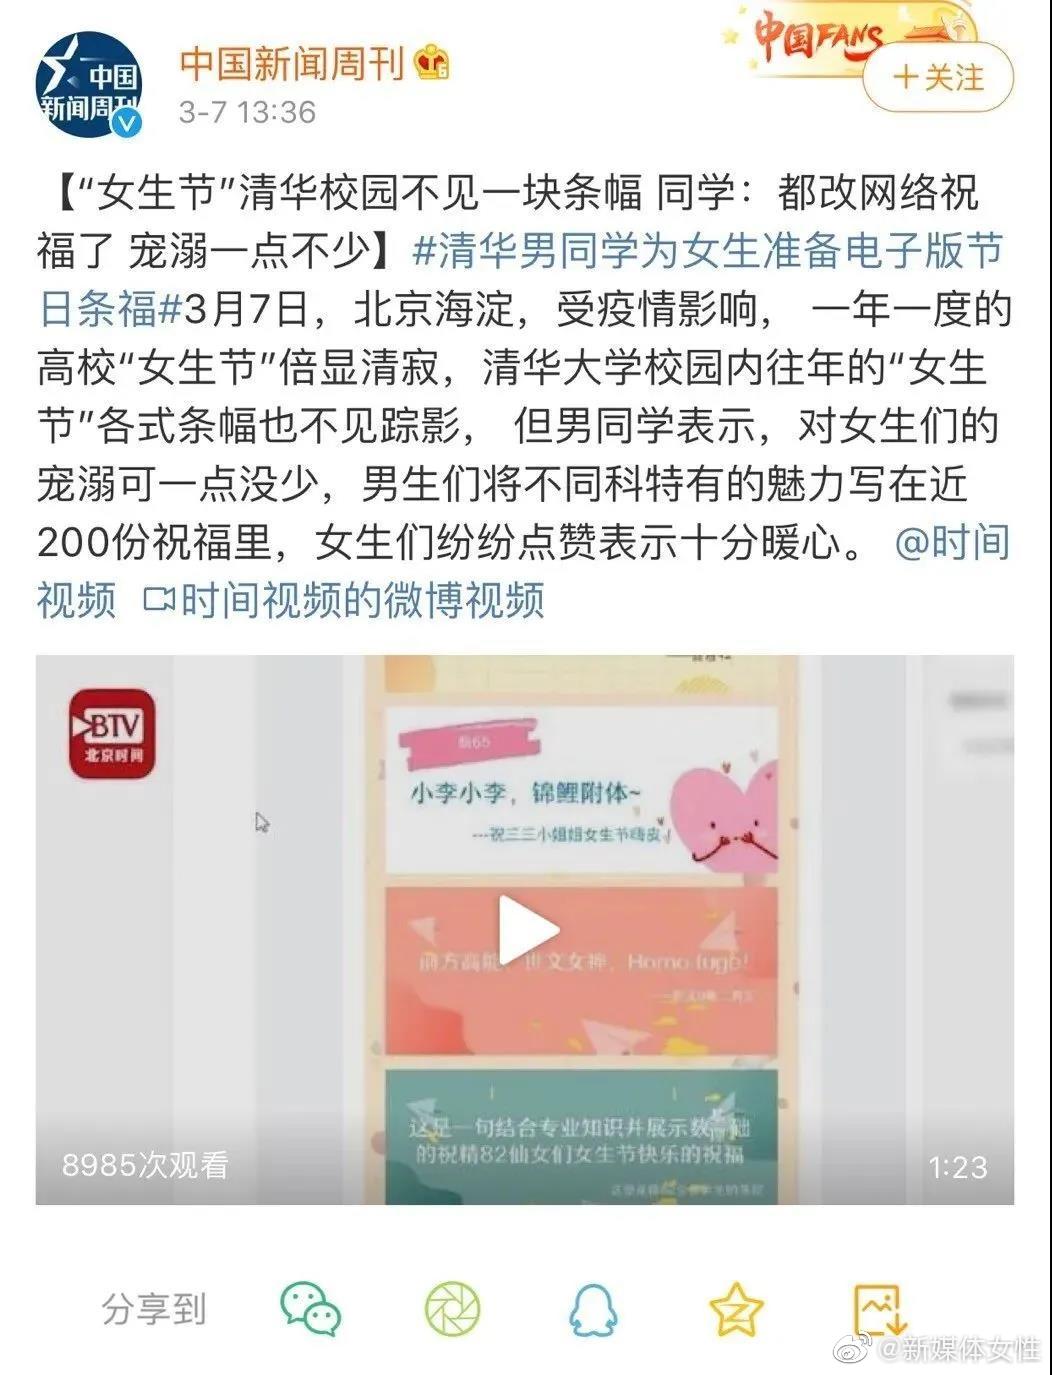 中国FANS
中国
新闻周刊
中国新闻周刊
3-7 13:36
＋关注
【“女生节”清华校园不见一块条幅 同学：都改网络祝
福了 宠溺一点不少】#清华男同学为女生准备电子版节
日条福#3月7日，北京海淀，受疫情影响， 一年一度的
高校“女生节”倍显清寂，清华大学校园内往年的“女生
节”各式条幅也不见踪影， 但男同学表示，对女生们的
宠溺可一点没少，男生们将不同科特有的魅力写在近
200份祝福里，女生们纷纷点赞表示十分暖心。 @时间
视频 时间视频的微博视频
BTV
北京时间
65
小李小李，锦鲤附体~
---祝三三小姐姐女生节嗨皮！
前方高能，女神，Homo fuge!
这是一句结合专业知识并展示数础
的祝精82仙女们女生节快乐的祝福
8985次观看
1:23
分享到
@新媒体女性